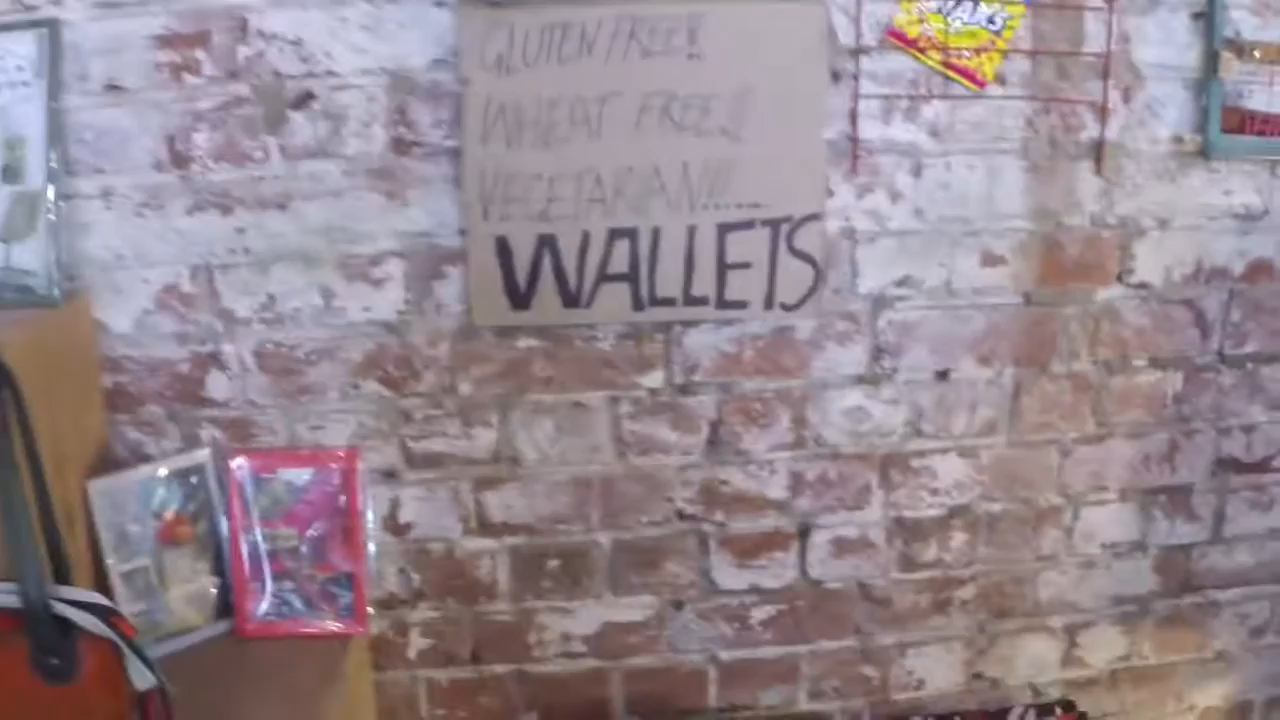 GLUTEN FREE!!
WHEAT FREE!!
VEGETARIAN!!!......
WALLETS